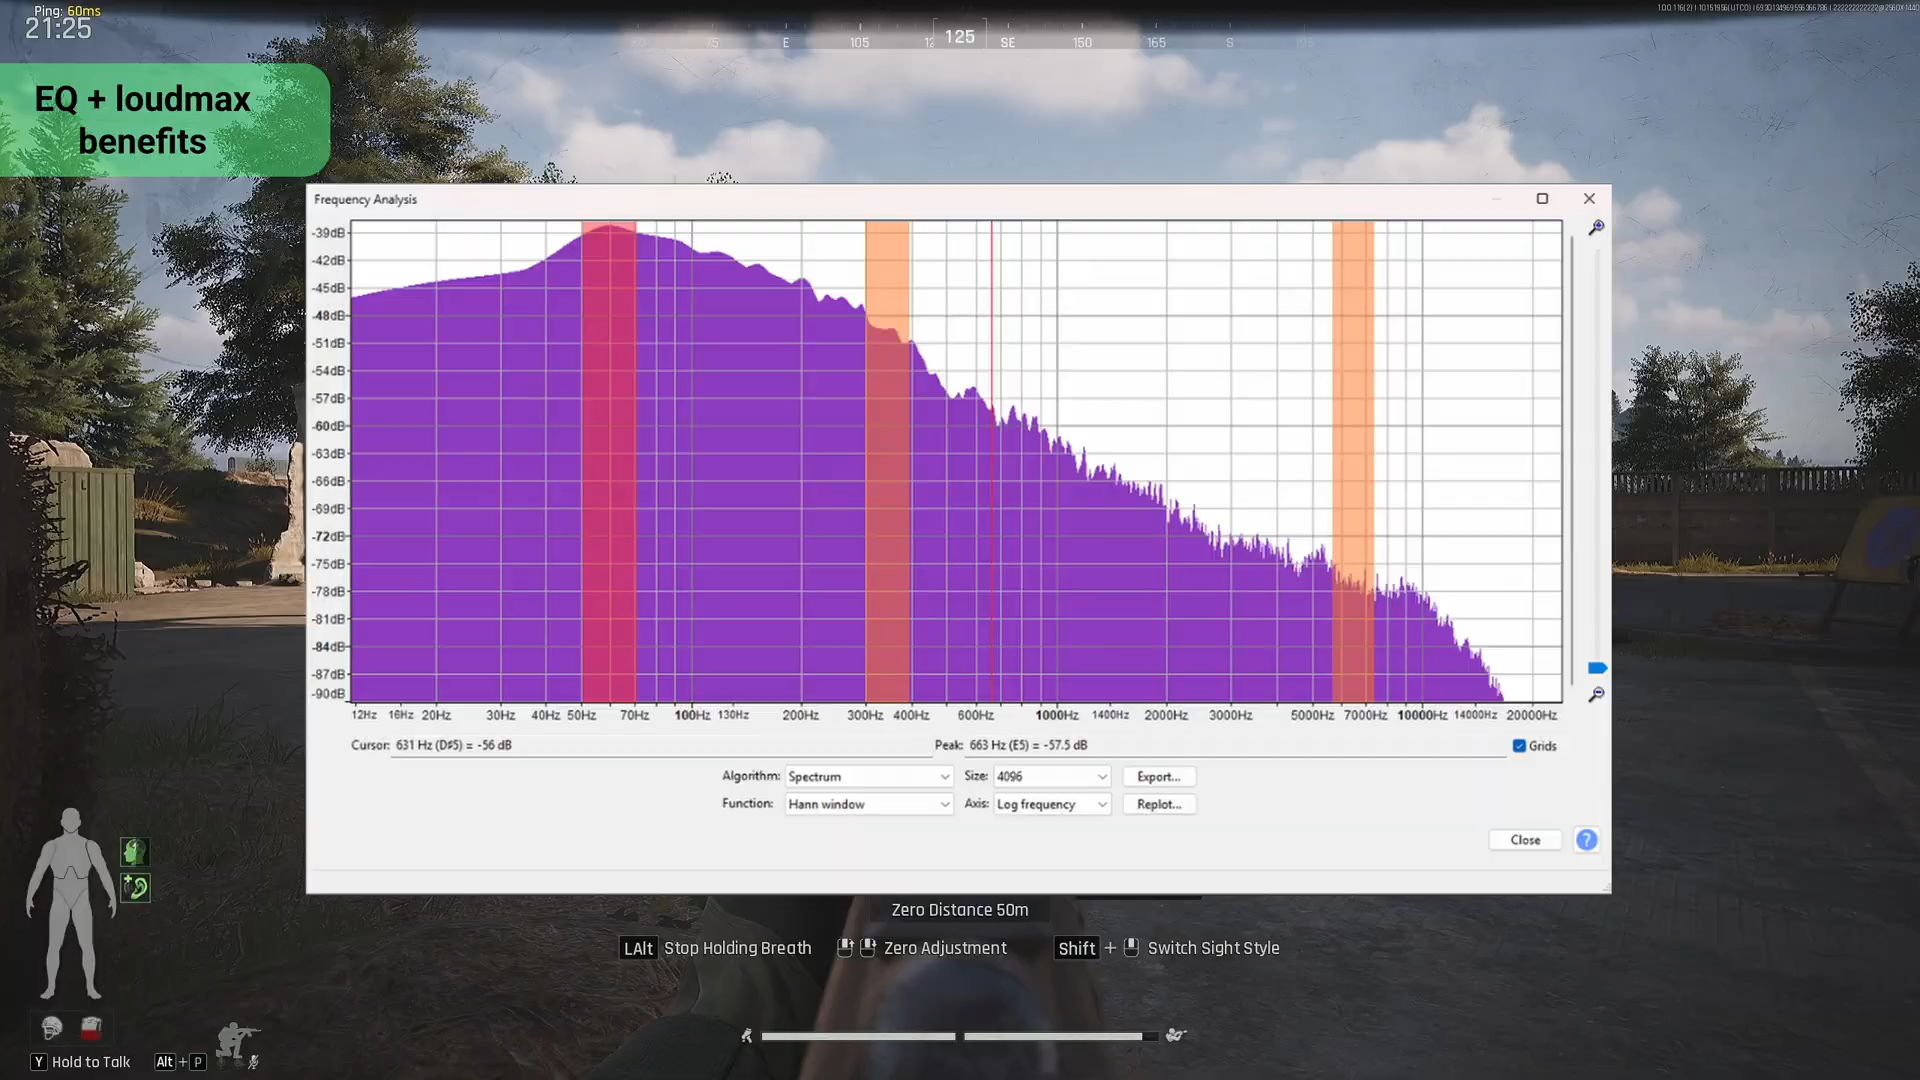 Ping: 60ms
21:25
75 E 105 125 SE 150 165 S
EQ + loudmax
benefits
Frequency Analysis
-39dB
-42dB
-45dB
-48dB
-51dB
-54dB
-57dB
-60dB
-63dB
-66dB
-69dB
-72dB
-75dB
-78dB
-81dB
-84dB
-87dB
-90dB
12Hz 16Hz 20Hz 30Hz 40Hz 50Hz 70Hz 100Hz 130Hz 200Hz 300Hz 400Hz 600Hz 1000Hz 1400Hz 2000Hz 3000Hz 5000Hz 7000Hz 10000Hz 14000Hz 20000Hz
Cursor: 631 Hz (D#5) = -56 dB Peak: 663 Hz (E5) = -57.5 dB Grids
Algorithm: Spectrum Size: 4096 Export...
Function: Hann window Axis: Log frequency Replot...
Close ?
Zero Distance 50m
LAlt Stop Holding Breath Zero Adjustment Shift + Switch Sight Style
Y Hold to Talk Alt + P